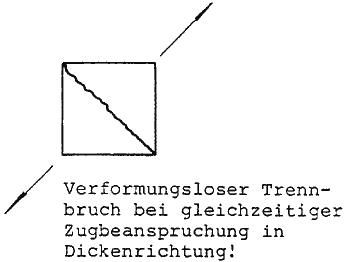 Verformungsloser Trenn-
bruch bei gleichzeitiger
Zugbeanspruchung in
Dickenrichtung!